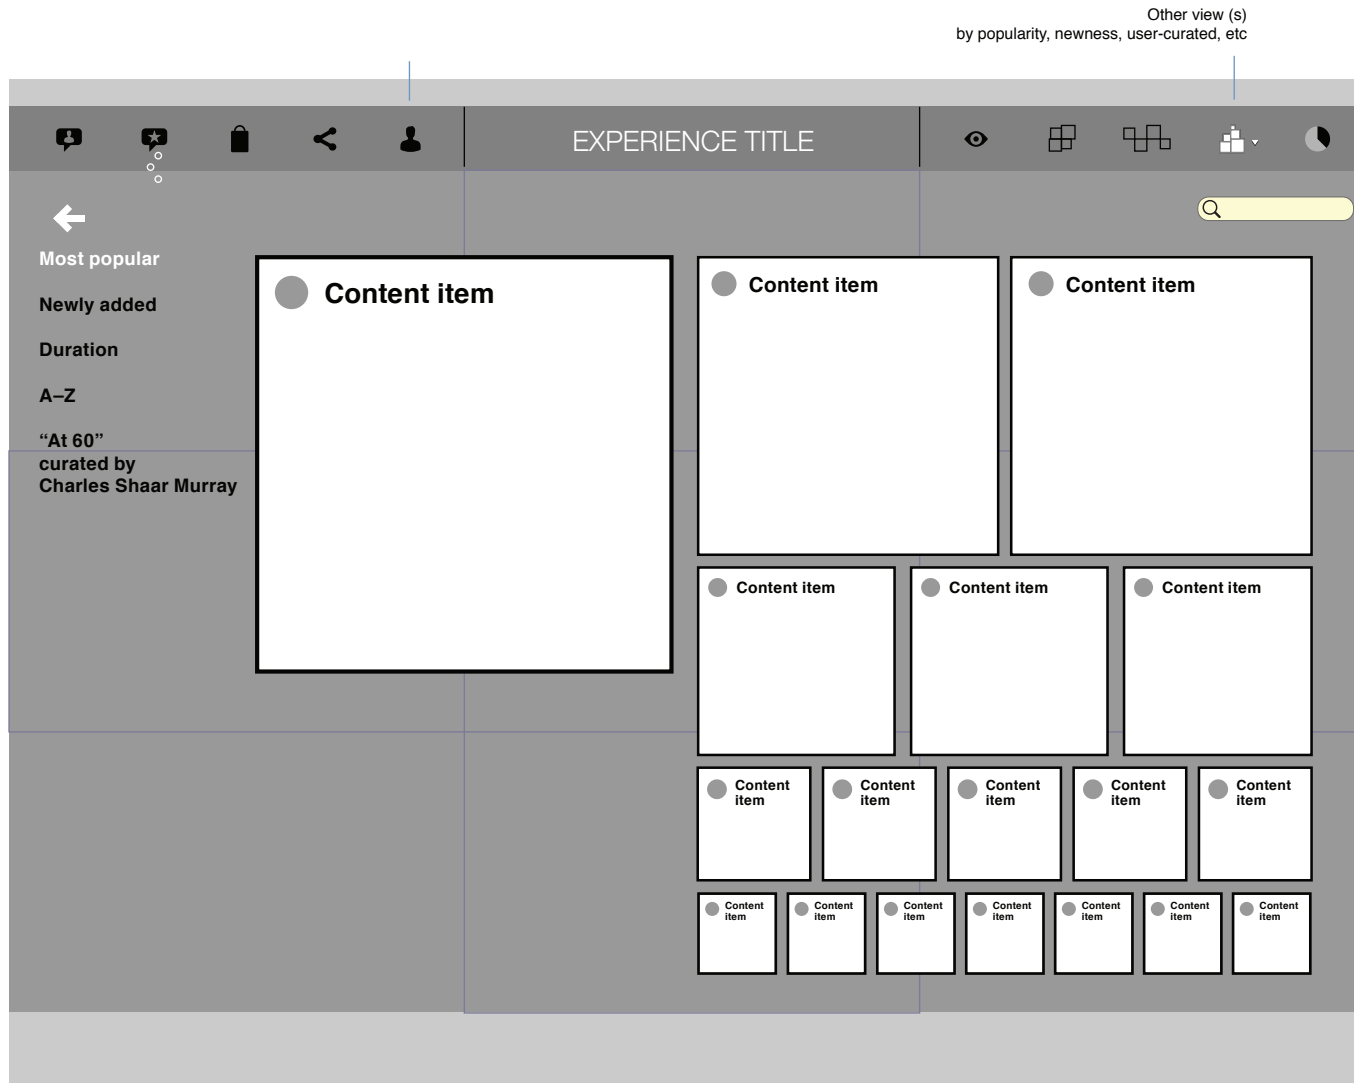 Other view (s)
by popularity, newness, user-curated, etc
EXPERIENCE TITLE
Most popular
Newly added
Duration
A–Z
“At 60”
curated by
Charles Shaar Murray
Content item
Content item
Content item
Content item
Content item
Content item
Content
item
Content
item
Content
item
Content
item
Content
item
Content
item
Content
item
Content
item
Content
item
Content
item
Content
item
Content
item